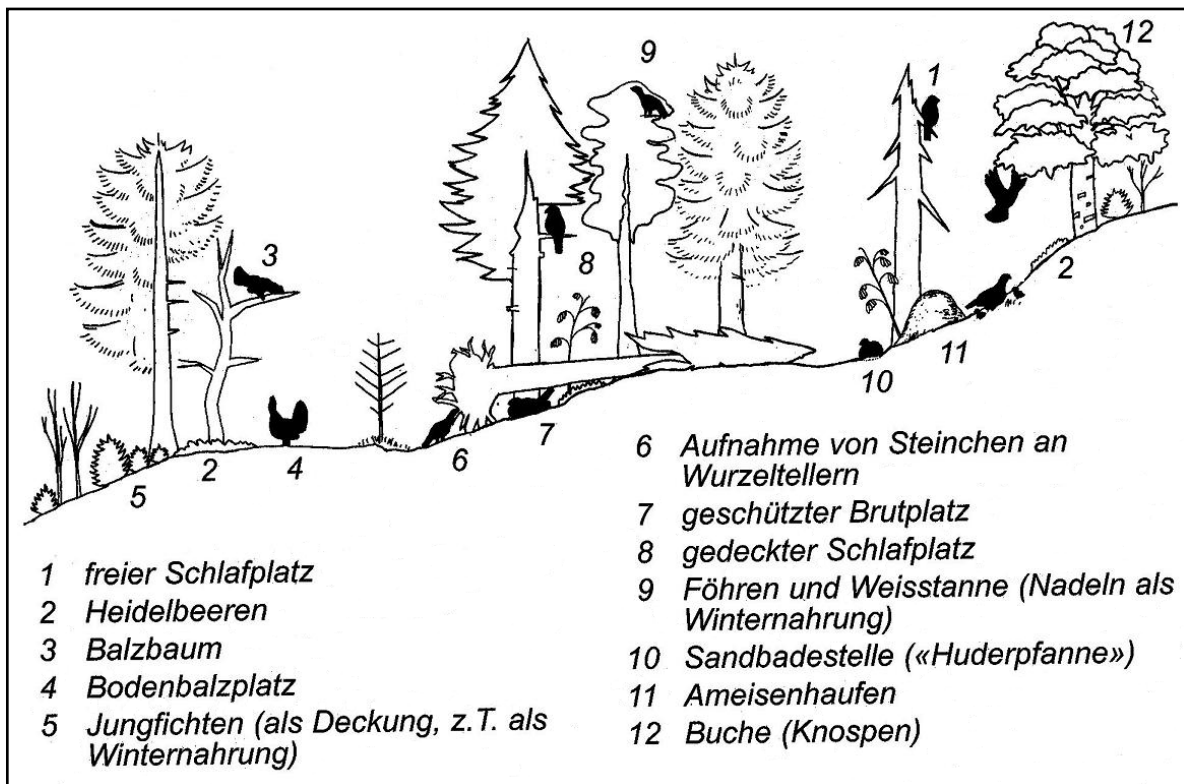 9
12
1
3
8
2
11
10
7
5
2
4
6
1 freier Schlafplatz
2 Heidelbeeren
3 Balzbaum
4 Bodenbalzplatz
5 Jungfichten (als Deckung, z.T. als
Winternahrung)
6 Aufnahme von Steinchen an
Wurzeltellern
7 geschützter Brutplatz
8 gedeckter Schlafplatz
9 Föhren und Weisstanne (Nadeln als
Winternahrung)
10 Sandbadestelle («Huderpfanne»)
11 Ameisenhaufen
12 Buche (Knospen)